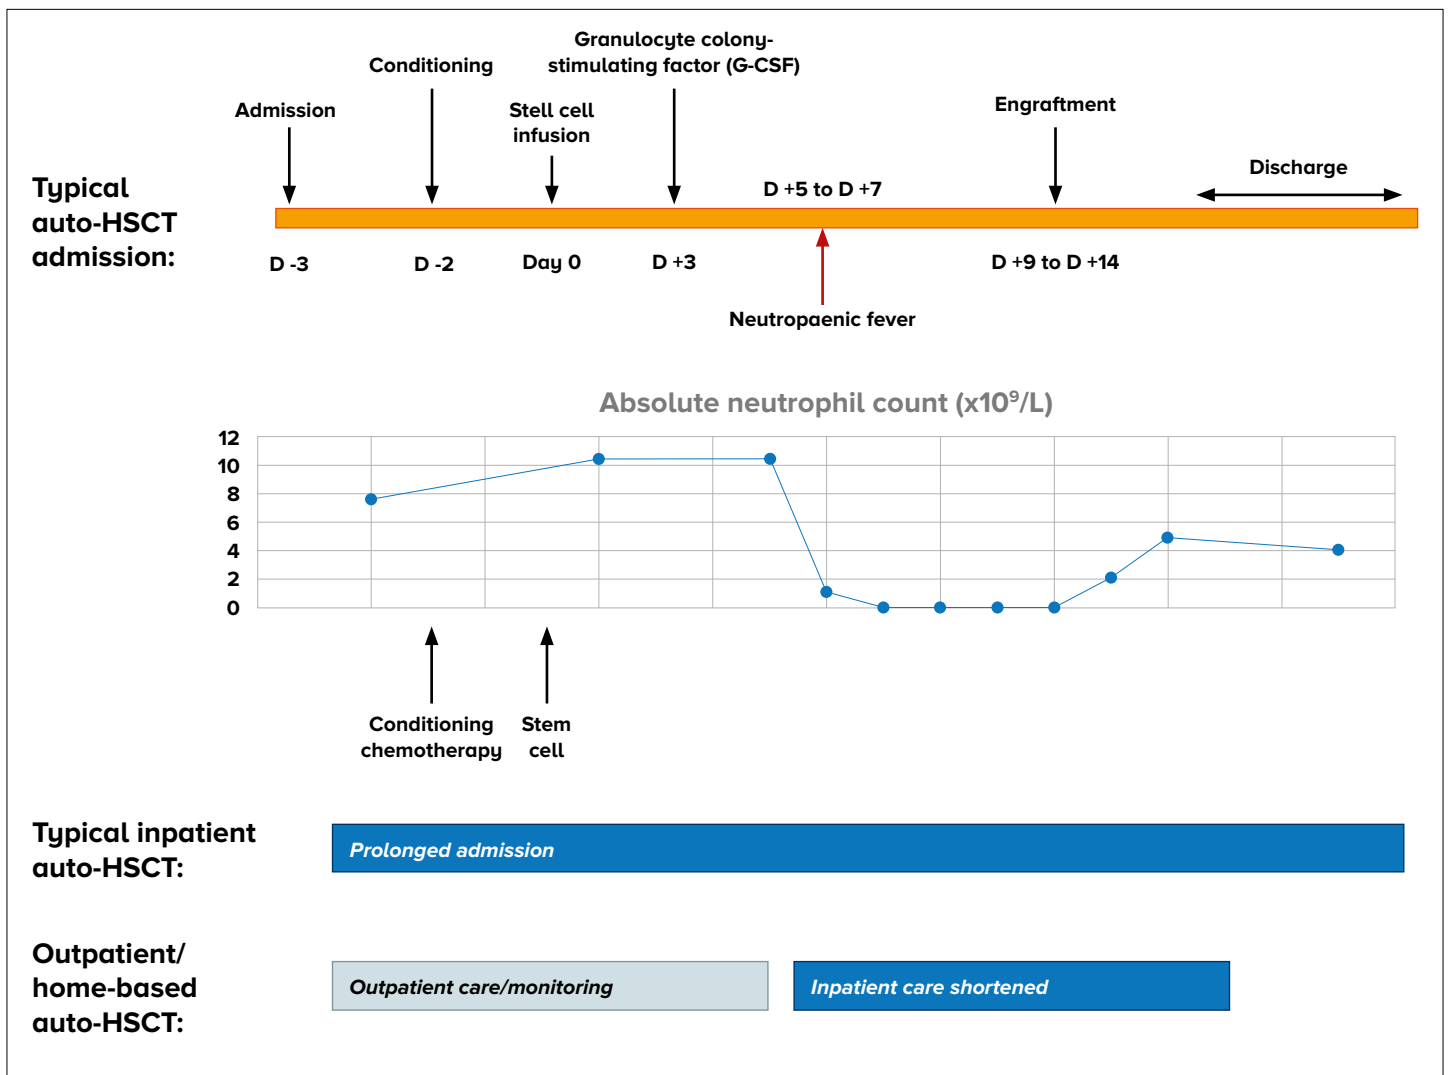 Granulocyte colony-
stimulating factor (G-CSF)
Conditioning
Admission
Stell cell
infusion
Engraftment
Discharge
Typical
auto-HSCT
admission:
D +5 to D +7
D -3
D -2
Day 0
D +3
D +9 to D +14
Neutropaenic fever
Absolute neutrophil count (x10⁹/L)
12
10
8
6
4
2
0
Conditioning
chemotherapy
Stem
cell
Typical inpatient
auto-HSCT:
Prolonged admission
Outpatient/
home-based
auto-HSCT:
Outpatient care/monitoring
Inpatient care shortened